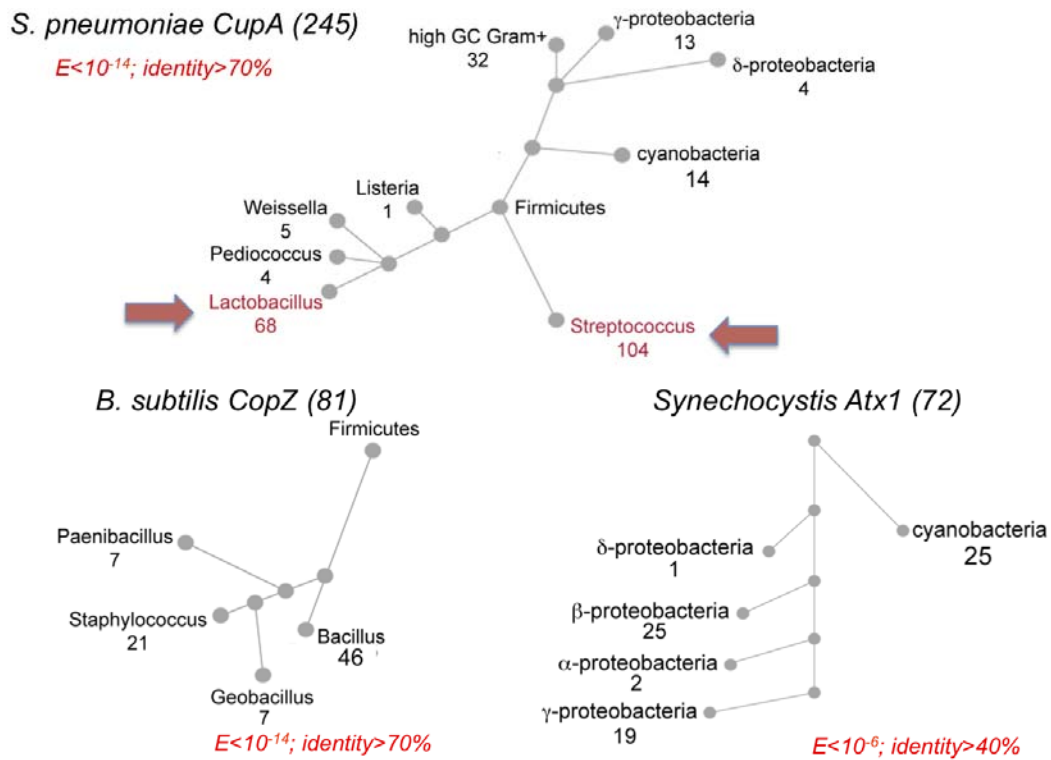 S. pneumoniae CupA (245)
E<10⁻¹⁴; identity>70%
high GC Gram+
32
γ-proteobacteria
13
δ-proteobacteria
4
cyanobacteria
14
Listeria
1
Firmicutes
Weissella
5
Pediococcus
4
Lactobacillus
68
Streptococcus
104
B. subtilis CopZ (81)
Firmicutes
Paenibacillus
7
Staphylococcus
21
Bacillus
46
Geobacillus
7
E<10⁻¹⁴; identity>70%
Synechocystis Atx1 (72)
cyanobacteria
25
δ-proteobacteria
1
β-proteobacteria
25
α-proteobacteria
2
γ-proteobacteria
19
E<10⁻⁶; identity>40%